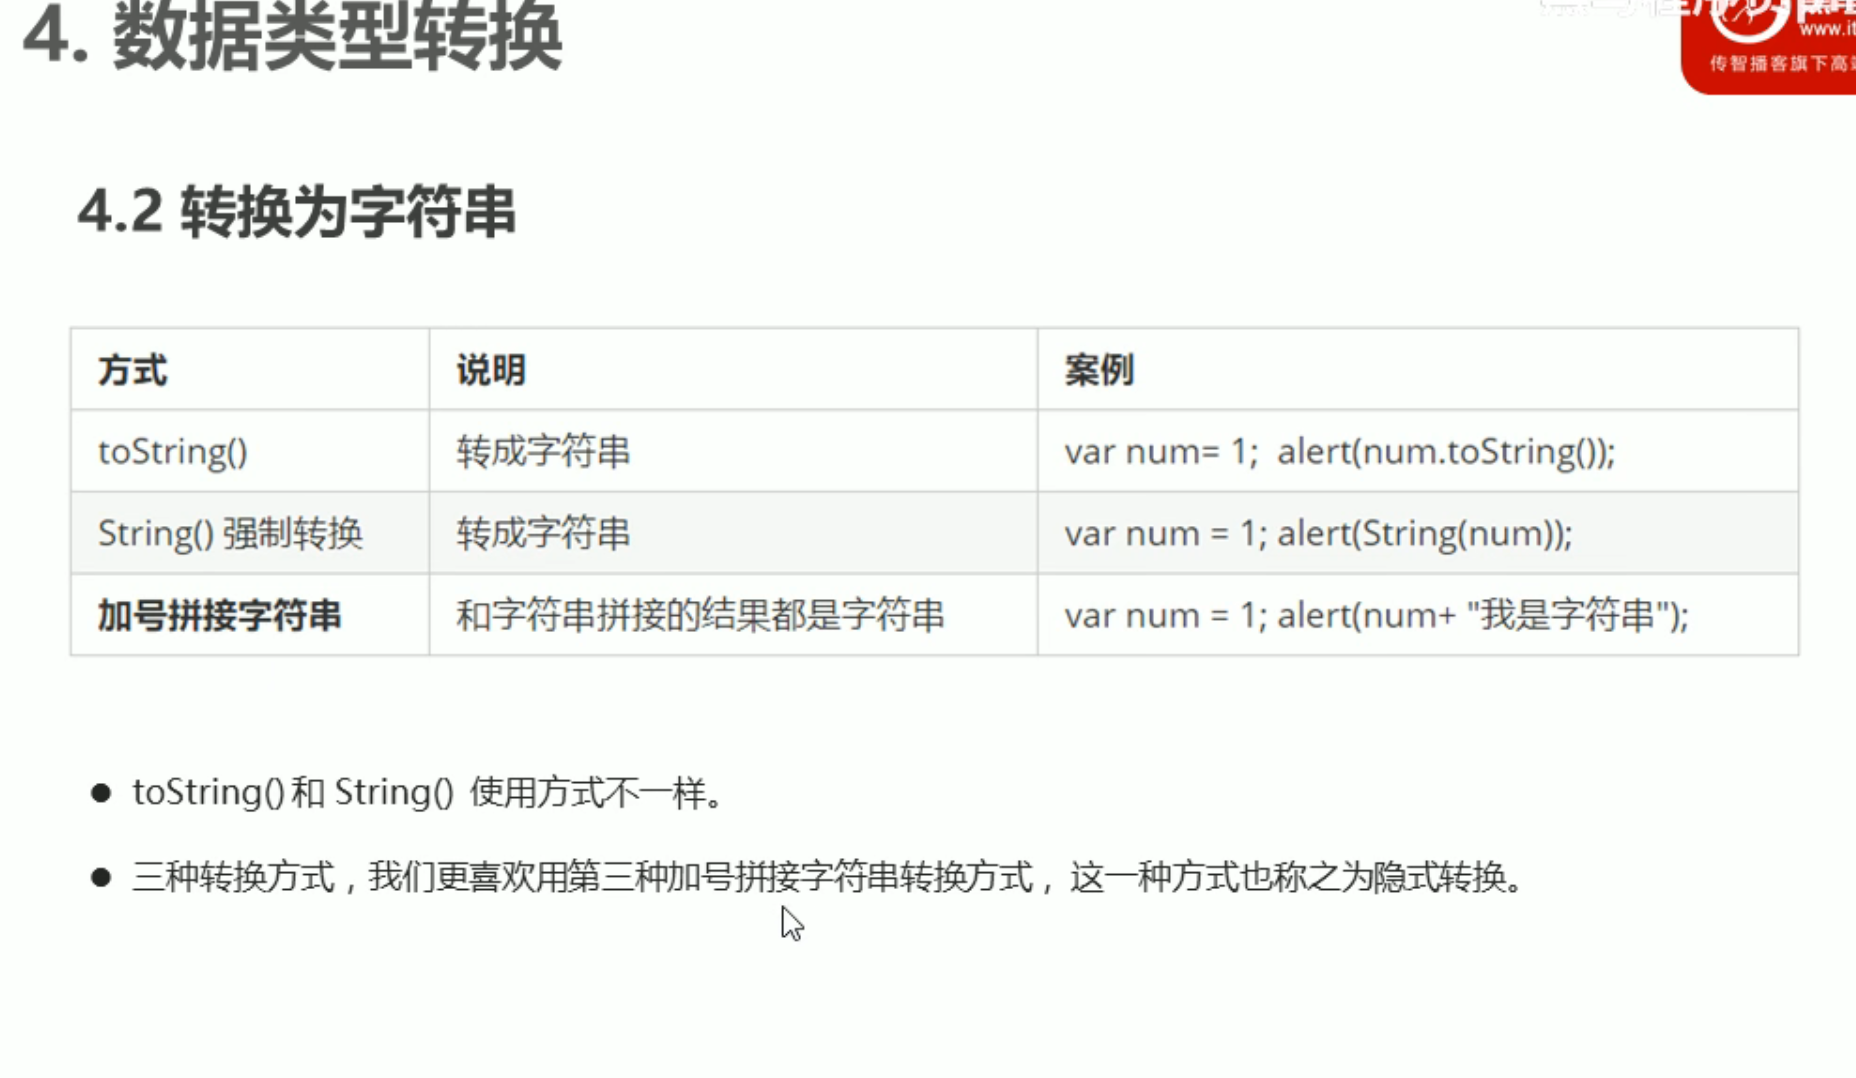 4. 数据类型转换
www.it
传智播客旗下高
4.2 转换为字符串
方式 说明 案例
toString() 转成字符串 var num= 1;  alert(num.toString());
String() 强制转换 转成字符串 var num = 1; alert(String(num));
加号拼接字符串 和字符串拼接的结果都是字符串 var num = 1; alert(num+ "我是字符串");
● toString()和 String() 使用方式不一样。
● 三种转换方式，我们更喜欢用第三种加号拼接字符串转换方式， 这一种方式也称之为隐式转换。